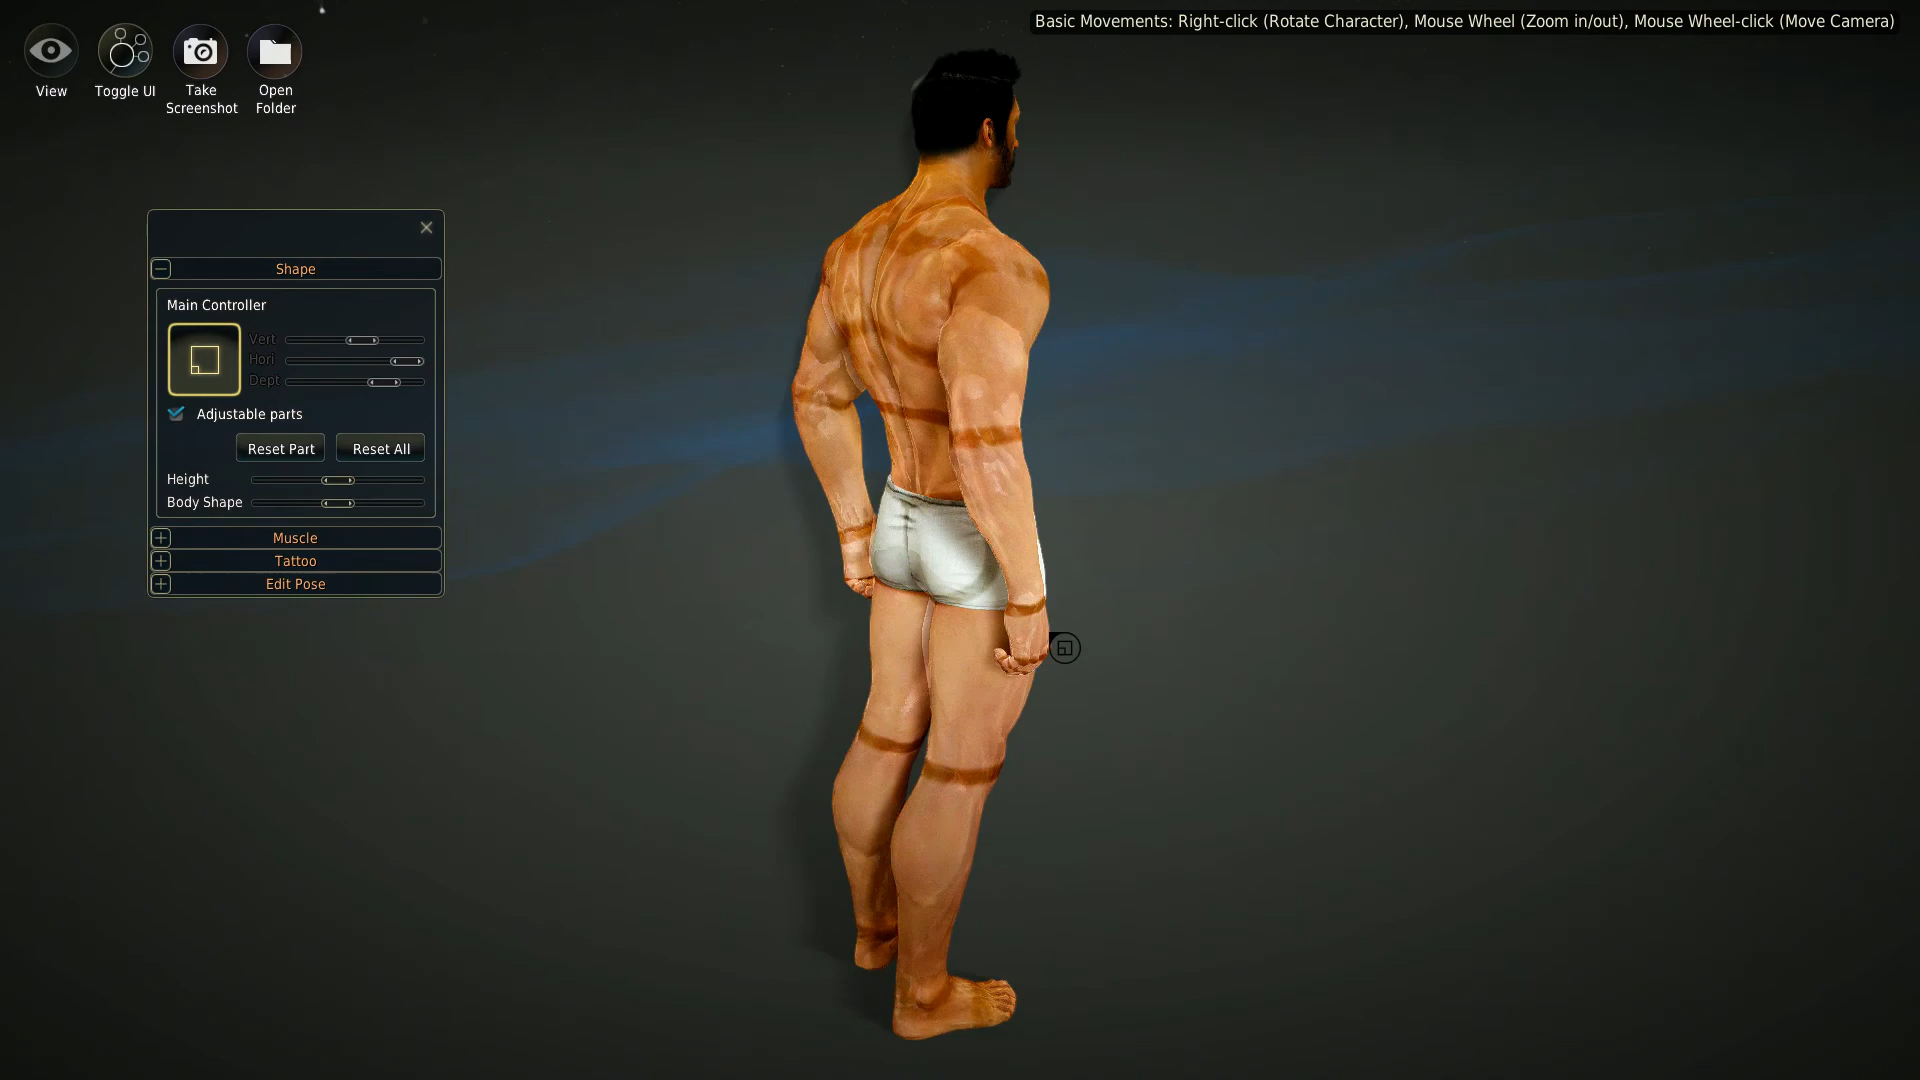 Basic Movements: Right-click (Rotate Character), Mouse Wheel (Zoom in/out), Mouse Wheel-click (Move Camera)
View
Toggle UI
Take
Screenshot
Open
Folder
Shape
Main Controller
Vert
Hori
Dept
Adjustable parts
Reset Part
Reset All
Height
Body Shape
Muscle
Tattoo
Edit Pose